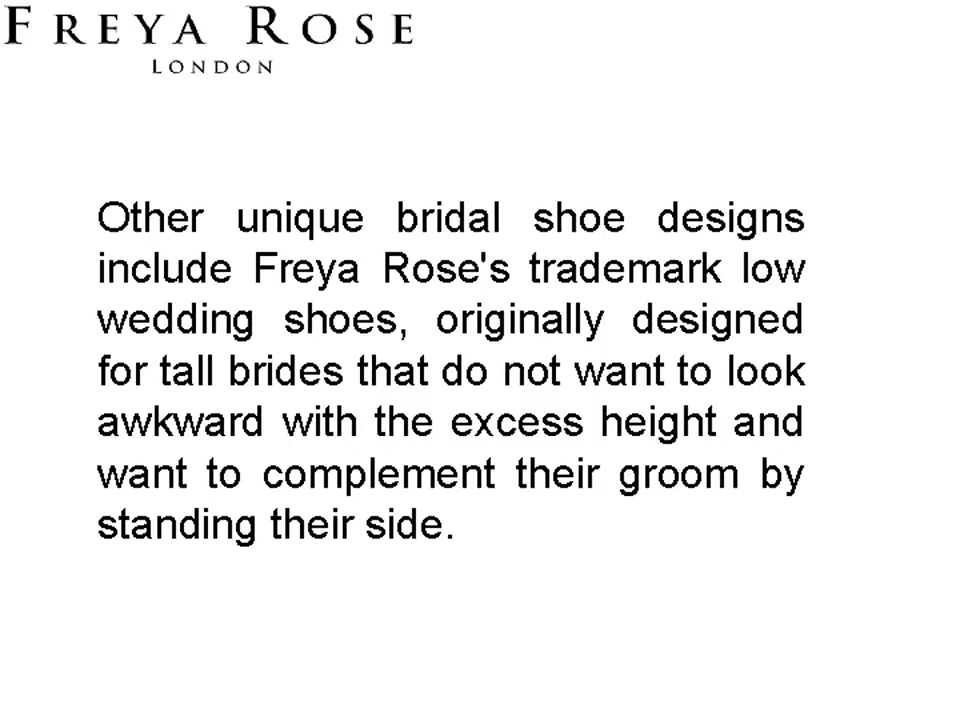 FREYA ROSE
LONDON
Other unique bridal shoe designs
include Freya Rose's trademark low
wedding shoes, originally designed
for tall brides that do not want to look
awkward with the excess height and
want to complement their groom by
standing their side.